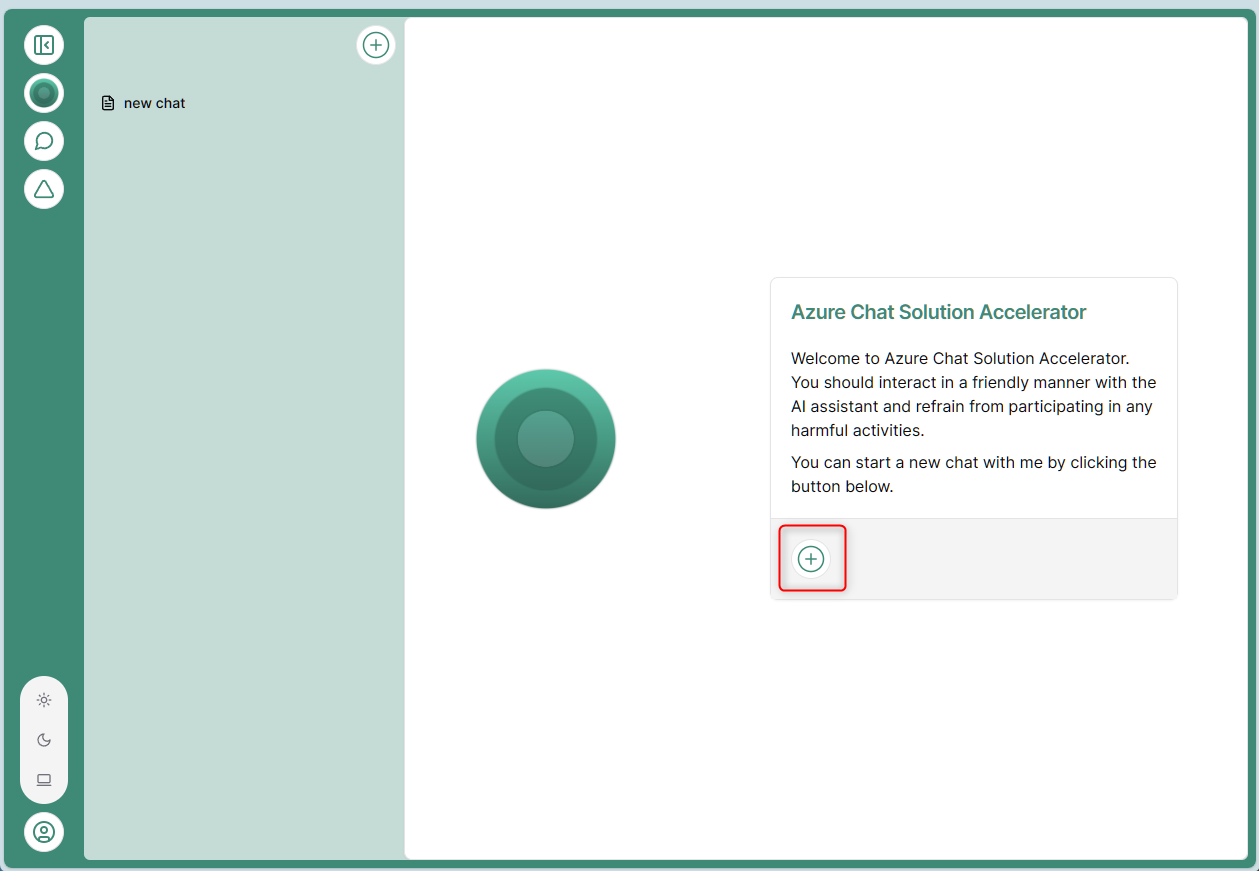 new chat
Azure Chat Solution Accelerator
Welcome to Azure Chat Solution Accelerator.
You should interact in a friendly manner with the
AI assistant and refrain from participating in any
harmful activities.
You can start a new chat with me by clicking the
button below.